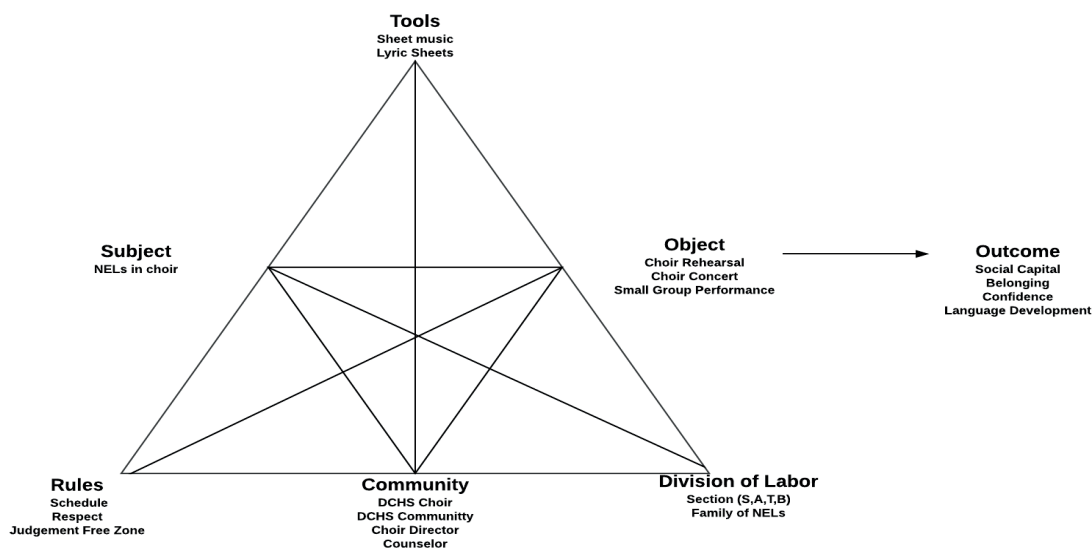 Tools
Sheet music
Lyric Sheets
Subject
NELs in choir
Object
Choir Rehearsal
Choir Concert
Small Group Performance
Outcome
Social Capital
Belonging
Confidence
Language Development
Rules
Schedule
Respect
Judgement Free Zone
Community
DCHS Choir
DCHS Communitty
Choir Director
Counselor
Division of Labor
Section (S,A,T,B)
Family of NELs